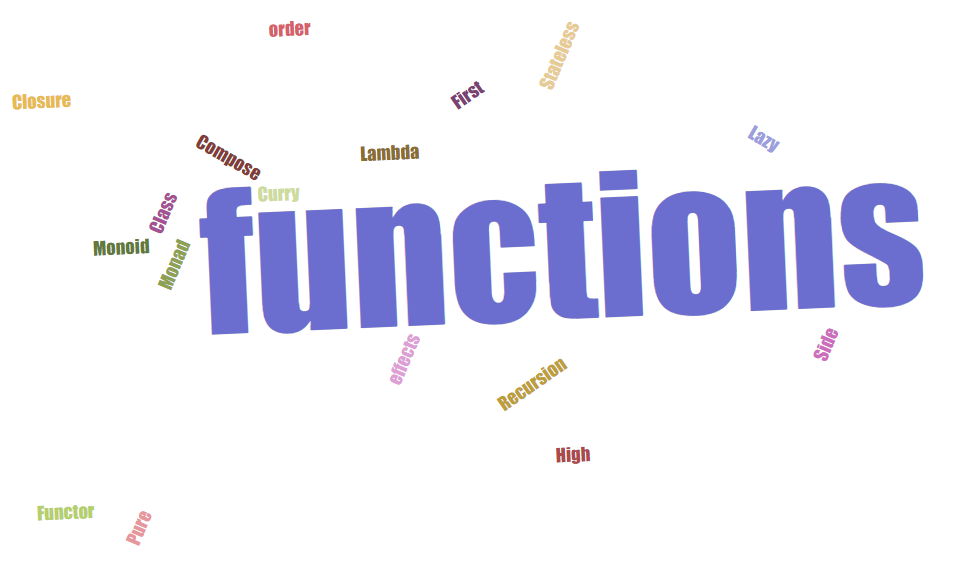 order
Stateless
First
Closure
Lazy
Compose
Lambda
Curry
Class
functions
Monoid
Monad
effects
Side
Recursion
High
Functor
Pure